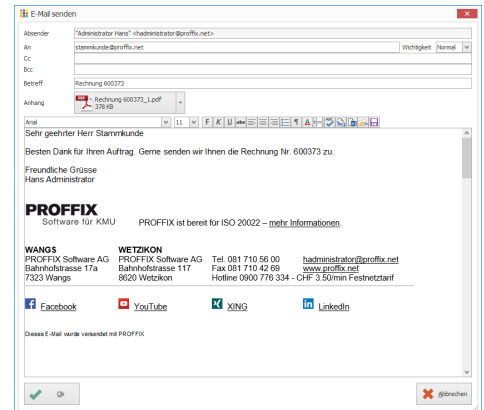 E-Mail senden
Absender "Administrator Hans" <hadministrator@proffix.net>
An stammkunde@proffix.net Wichtigkeit Normal
Cc
Bcc
Betreff Rechnung 600373
Anhang Rechnung 600373_1.pdf
378 KB
Arial 11 F K U abc
Sehr geehrter Herr Stammkunde
Besten Dank für Ihren Auftrag. Gerne senden wir Ihnen die Rechnung Nr. 600373 zu.
Freundliche Grüsse
Hans Administrator
PROFFIX
Software für KMU PROFFIX ist bereit für ISO 20022 – mehr Informationen.
WANGS WETZIKON
PROFFIX Software AG PROFFIX Software AG Tel. 081 710 56 00 hadministrator@proffix.net
Bahnhofstrasse 17a Bahnhofstrasse 117 Fax 081 710 42 69 www.proffix.net
7323 Wangs 8620 Wetzikon Hotline 0900 776 334 - CHF 3.50/min Festnetztarif
Facebook YouTube XING LinkedIn
Dieses E-Mail wurde versendet mit PROFFIX
Ok Abbrechen